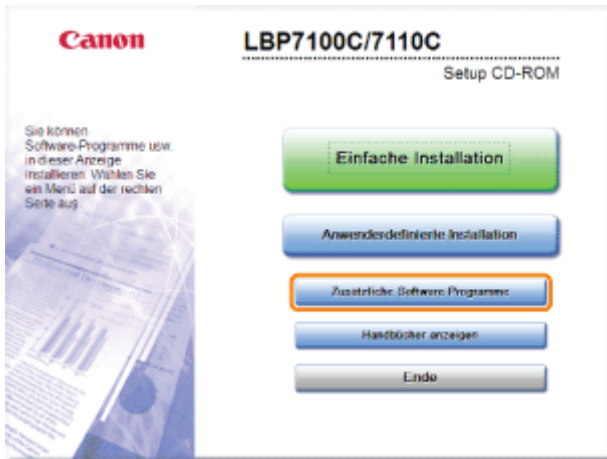 Canon
LBP7100C/7110C
Setup CD-ROM
Sie können
Software-Programme usw.
in dieser Anzeige
installieren. Wählen Sie
ein Menü auf der rechten
Seite aus.
Einfache Installation
Anwenderdefinierte Installation
Zusätzliche Software Programme
Handbücher anzeigen
Ende